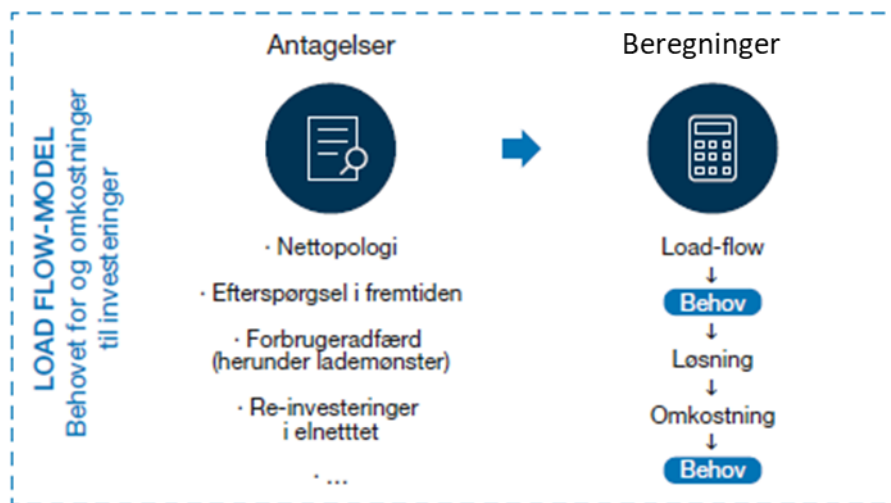 LOAD FLOW-MODEL
Behovet for og omkostninger
til investeringer
Antagelser
· Nettopologi
· Efterspørgsel i fremtiden
· Forbrugeradfærd
(herunder lademønster)
· Re-investeringer
i elnetttet
· ...
Beregninger
Load-flow
↓
Behov
↓
Løsning
↓
Omkostning
↓
Behov